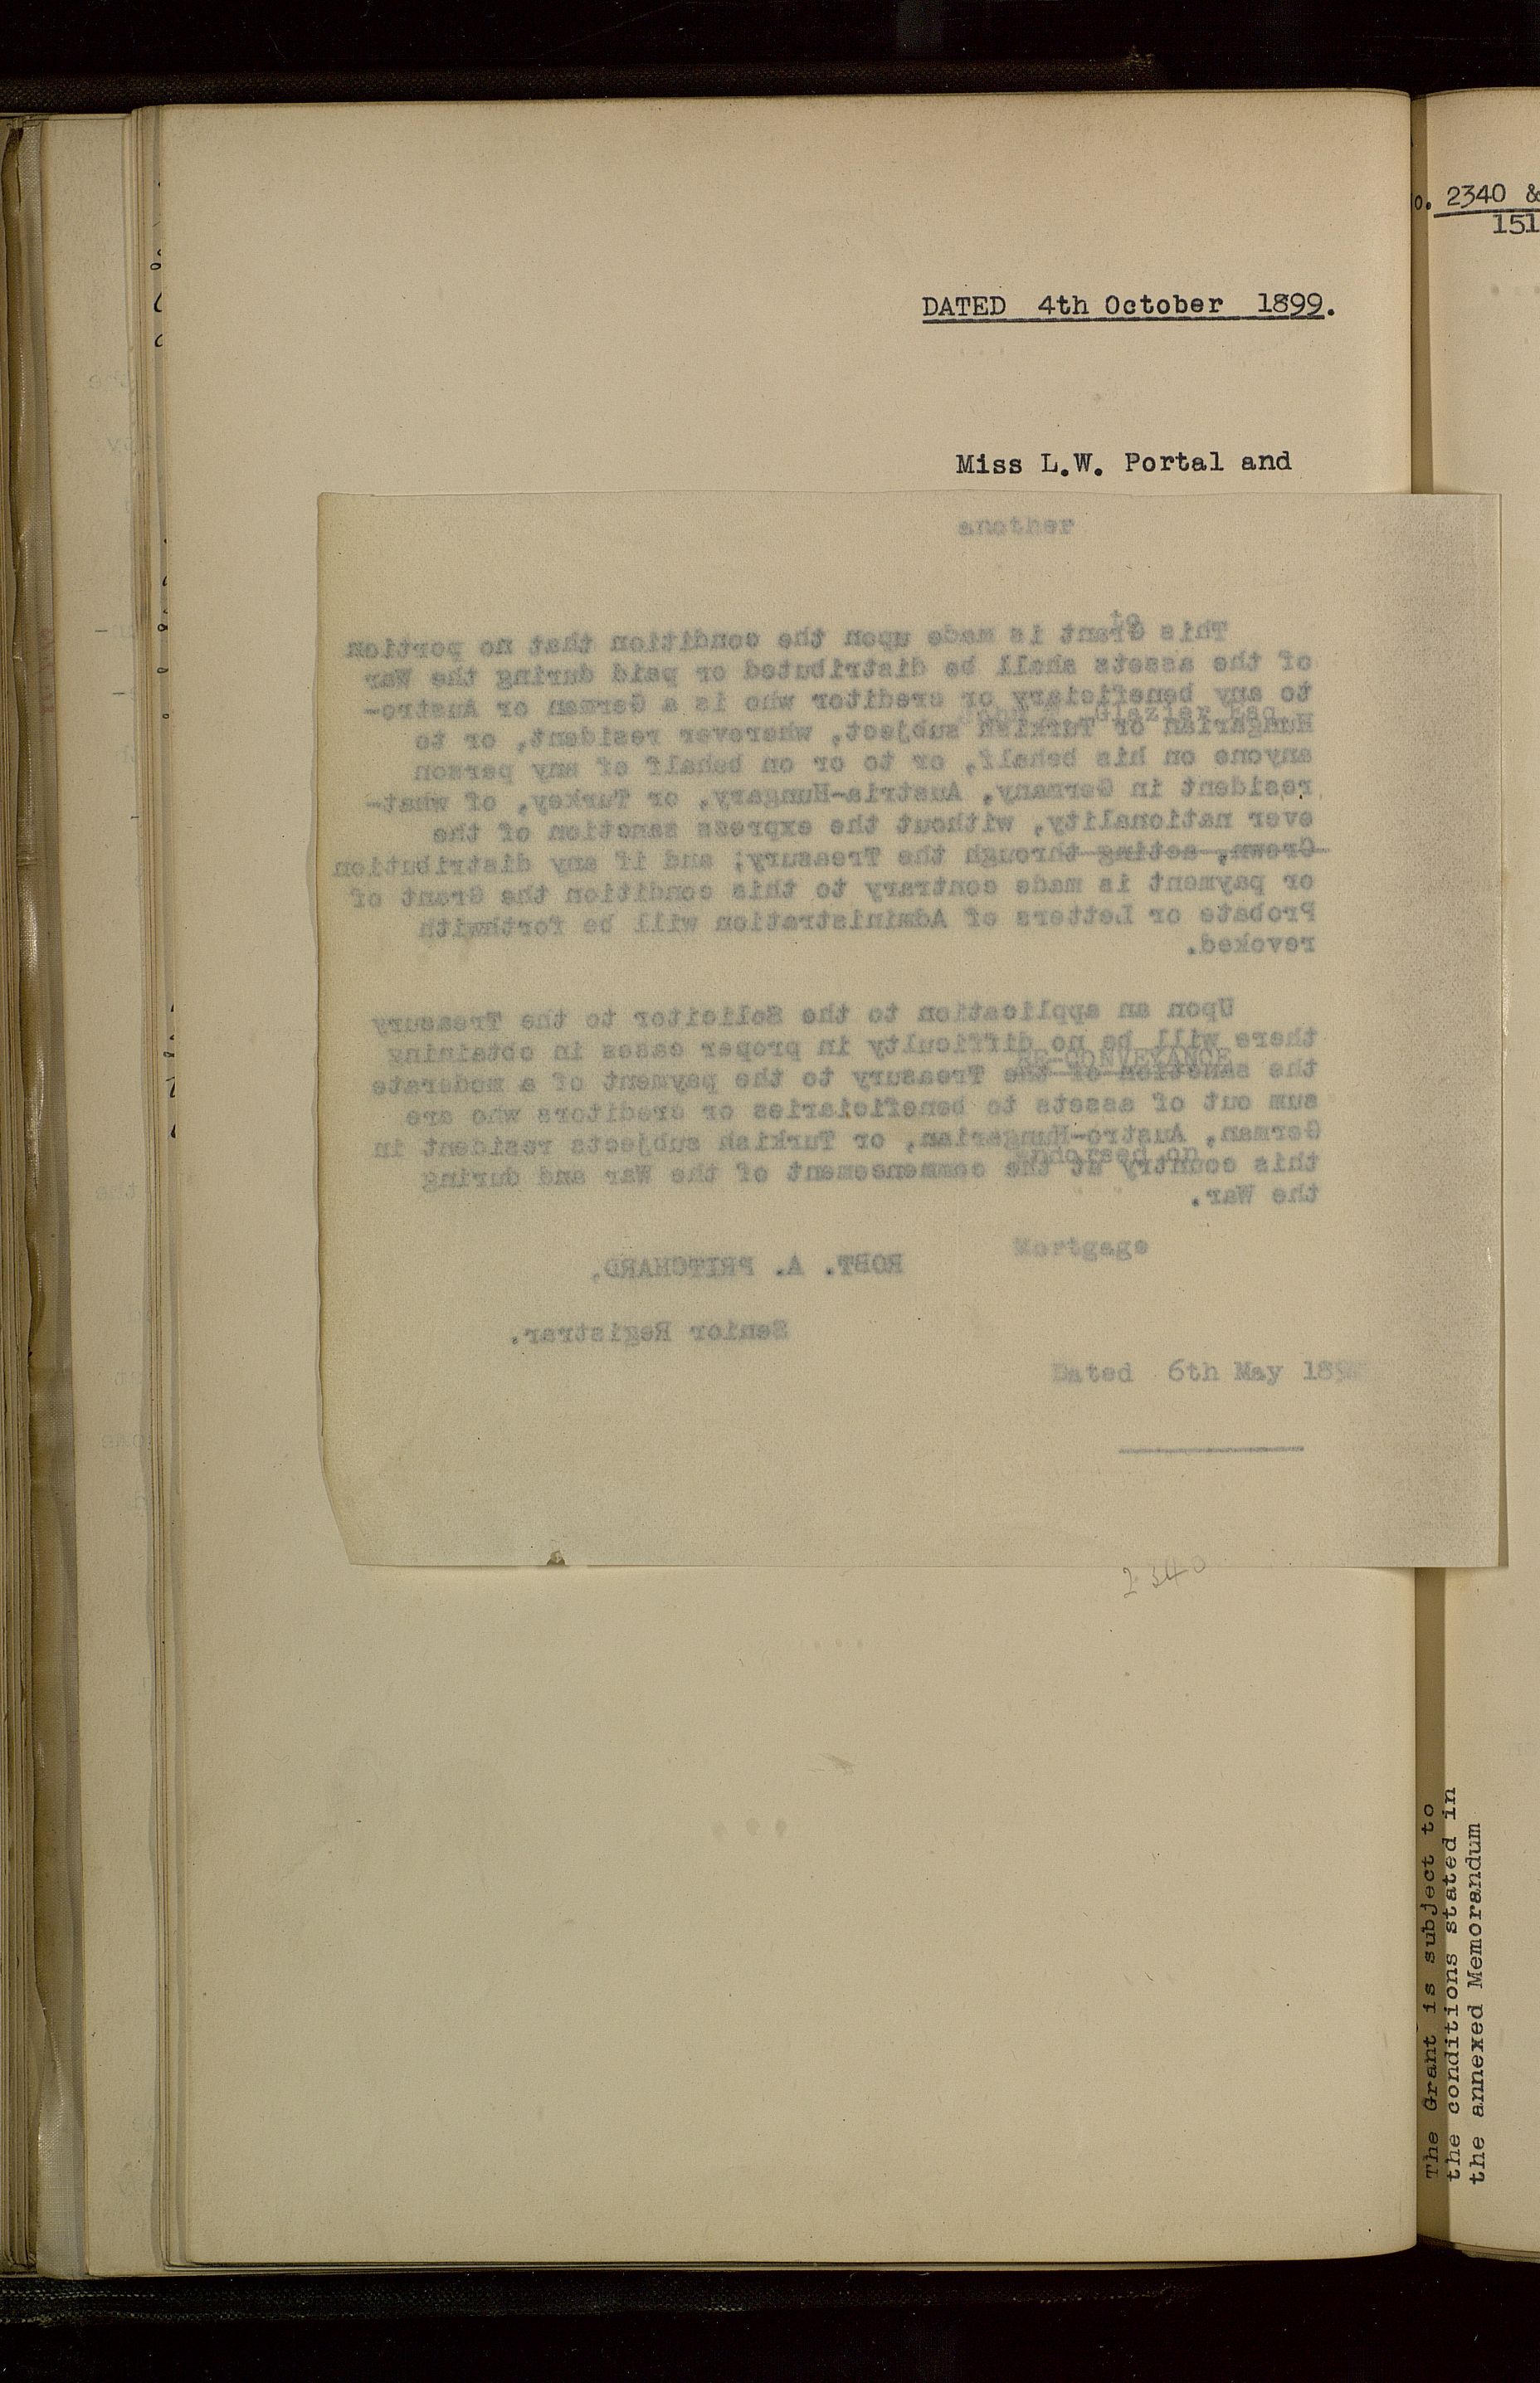 DATED 4th October 1899.
Miss L.W. Portal and
another
to
Glazier Esq
RE-CONVEYANCE
endorsed on
Mortgage
Dated 6th May 18
2340
This Grant is made upon the condition that no portion
of the assets shall be distributed or paid during the War
to any beneficiary or creditor who is a German or Austro-
Hungarian or Turkish subject, wherever resident, or to
anyone on his behalf, or to or on behalf of any person
resident in Germany, Austria-Hungary, or Turkey, of what-
ever nationality, without the express sanction of the
Crown, acting through the Treasury; and if any distribution
or payment is made contrary to this condition the Grant of
Probate or Letters of Administration will be forthwith
revoked.
Upon an application to the Solicitor to the Treasury
there will be no difficulty in proper cases in obtaining
the sanction of the Treasury to the payment of a moderate
sum out of assets to beneficiaries or creditors who are
German, Austro-Hungarian, or Turkish subjects resident in
this country at the commencement of the War and during
the War.
ROBT. A. PRITCHARD,
Senior Registrar.
o. 2340 &
151
The Grant is subject to
the conditions stated in
the annexed Memorandum